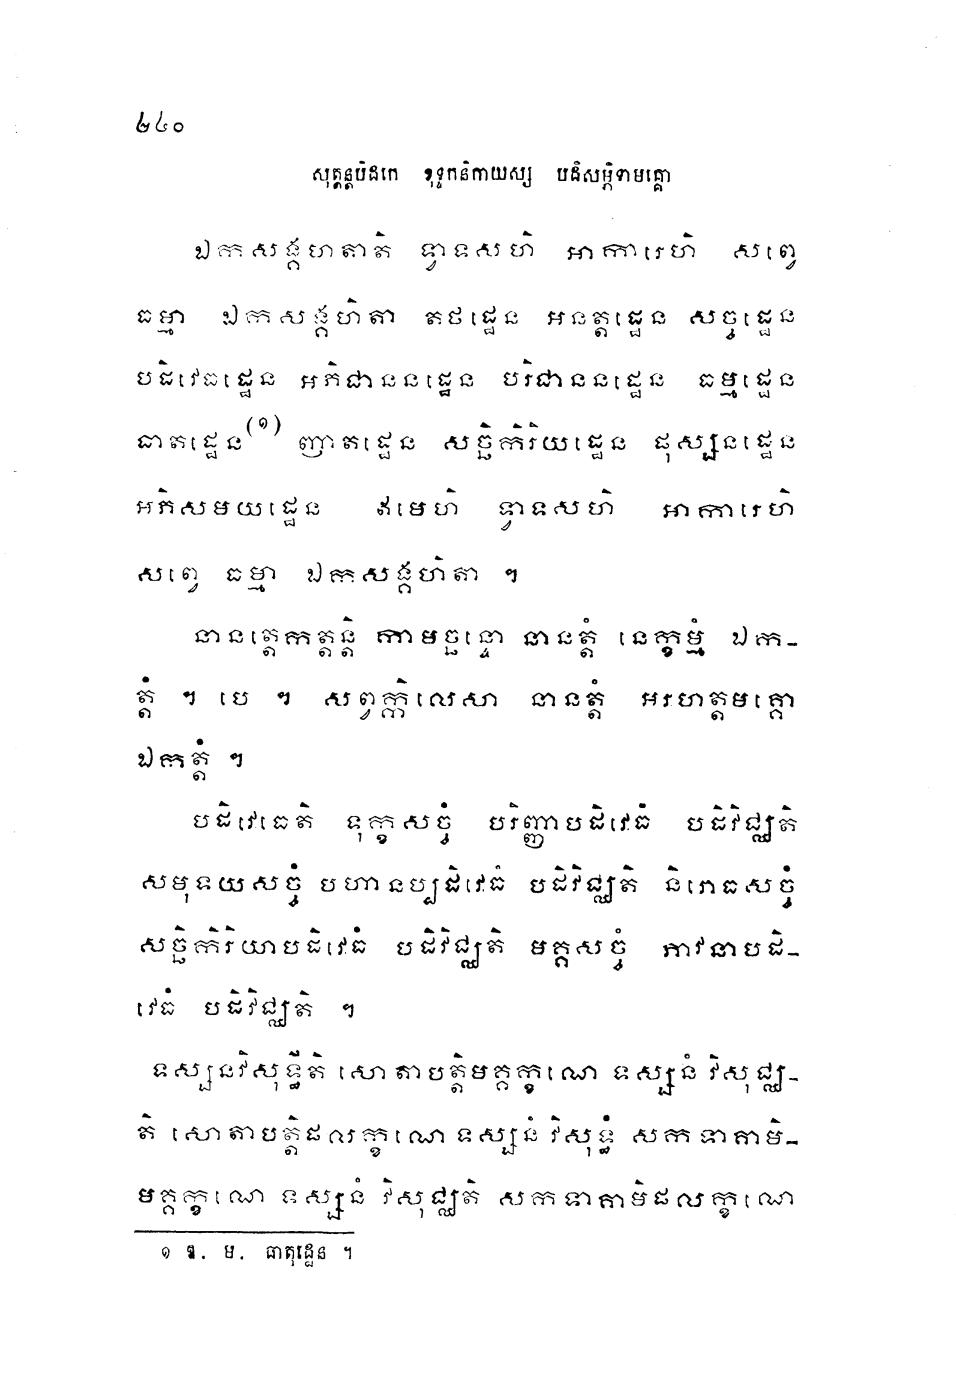 ២៤០
សុត្តន្តបិដកេ ខុទ្ទកនិកាយស្ស បដិសម្ភិទាមគ្គោ
ឯកសង្គហតាតិ ទ្វាទសហិ អាការេហិ សព្វេ
ធម្មា ឯកសង្គហិតា តថដ្ឋេន អនត្តដ្ឋេន សច្ចដ្ឋេន
បដិវេធដ្ឋេន អភិជាននដ្ឋេន បរិជាននដ្ឋេន ធម្មដ្ឋេន
ធាតដ្ឋេន(១) ញាតដ្ឋេន សច្ឆិកិរិយដ្ឋេន ផុស្សនដ្ឋេន
អភិសមយដ្ឋេន ឥមេហិ ទ្វាទសហិ អាការេហិ
សព្វេ ធម្មា ឯកសង្គហិតា ។
នានត្តេកត្តន្តិ កាមច្ឆន្ទោ នានត្តំ នេក្ខម្មំ ឯក-
ត្តំ ។ បេ ។ សព្វក្កិលេសា នានត្តំ អរហត្តមគ្គោ
ឯកត្តំ ។
បដិវេធេតិ ទុក្ខសច្ចំ បរិញ្ញាបដិវេធំ បដិវិជ្ឈតិ
សមុទយសច្ចំ បហានប្បដិវេធំ បដិវិជ្ឈតិ និរោធសច្ចំ
សច្ឆិកិរិយាបដិវេធំ បដិវិជ្ឈតិ មគ្គសច្ចំ ភាវនាបដិ-
វេធំ បដិវិជ្ឈតិ ។
ទស្សនវិសុទ្ធីតិ សោតាបត្តិមគ្គក្ខណេ ទស្សនំ វិសុជ្ឈ-
តិ សោតាបត្តិផលក្ខណេ ទស្សនំ វិសុទ្ធំ សកទាគាមិ-
មគ្គក្ខណេ ទស្សនំ វិសុជ្ឈតិ សកទាគាមិផលក្ខណេ
១ ឱ. ម. ធាតុដ្ឋេន ។